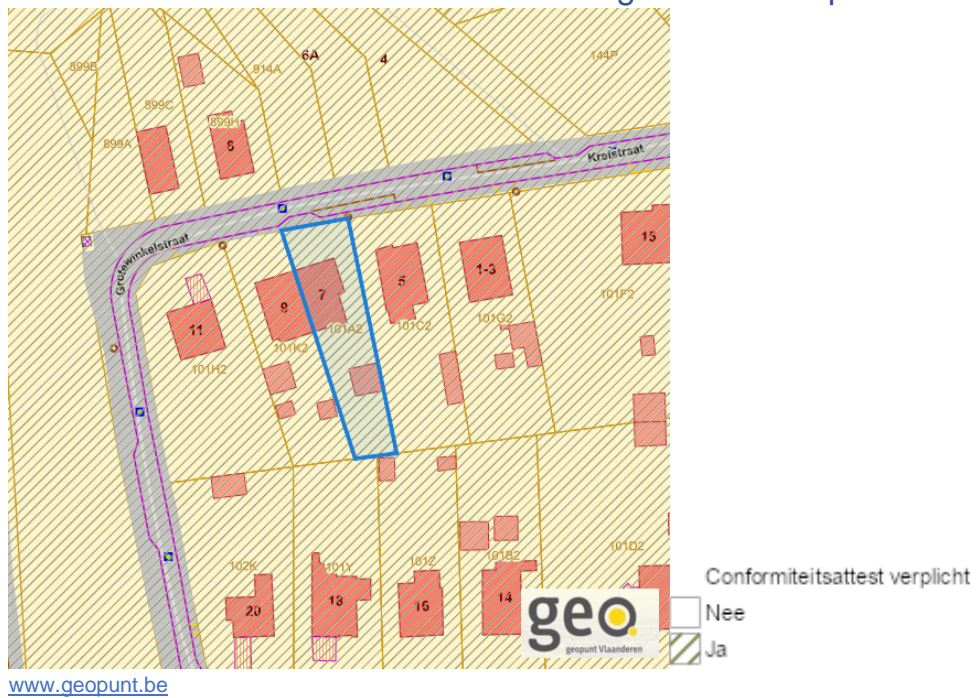 6A
4
144P
899B
914A
899C
899H
899A
8
Kreistraat
Grotewinkelstraat
15
5
1-3
7
9
11
101F2
101A2
101C2
101G2
101K2
101H2
102K
101Y
101Z
101B2
101D2
20
18
16
14
geo.
geopunt Vlaanderen
Conformiteitsattest verplicht
Nee
Ja
www.geopunt.be